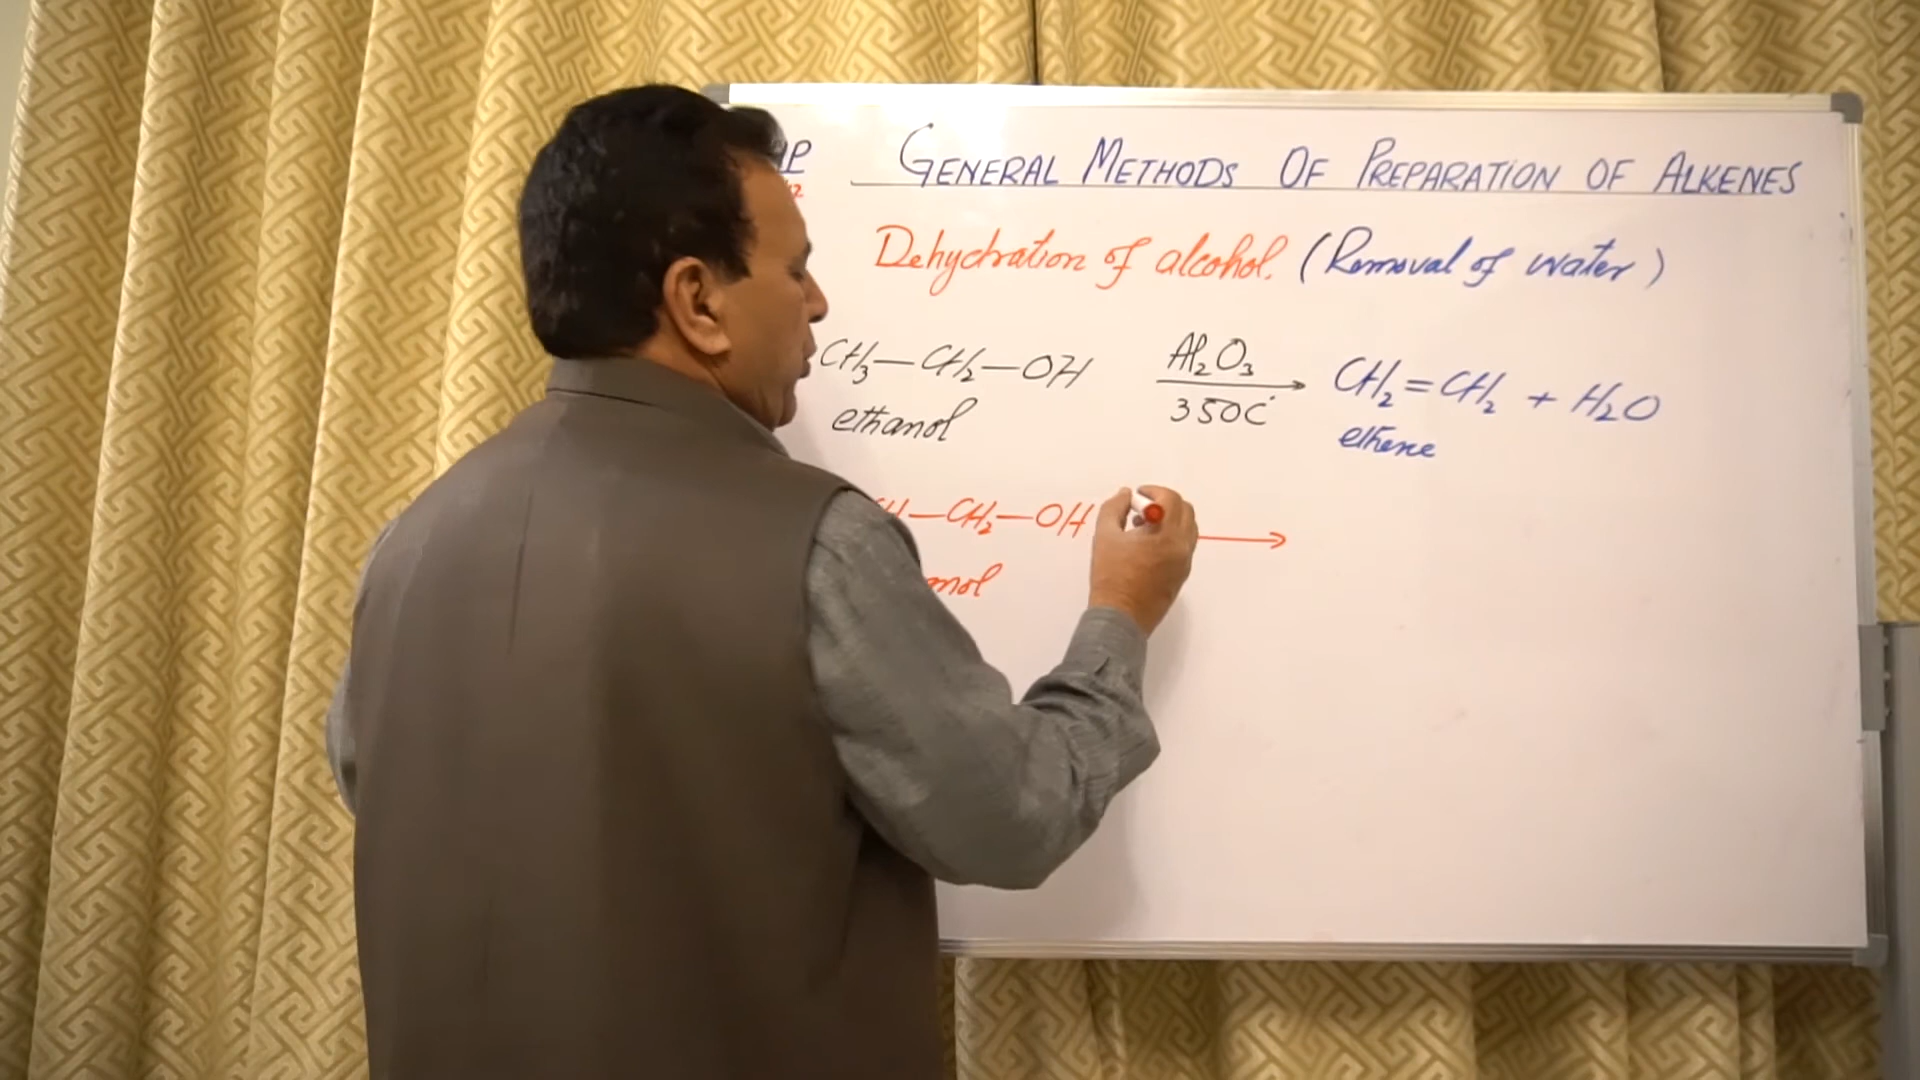 GENERAL METHODS OF PREPARATION OF ALKENES
Dehydration of alcohol. (Removal of water)
CH₃—CH₂—OH Al₂O₃ 350C° CH₂=CH₂ + H₂O
ethanol ethene
—CH₂—OH